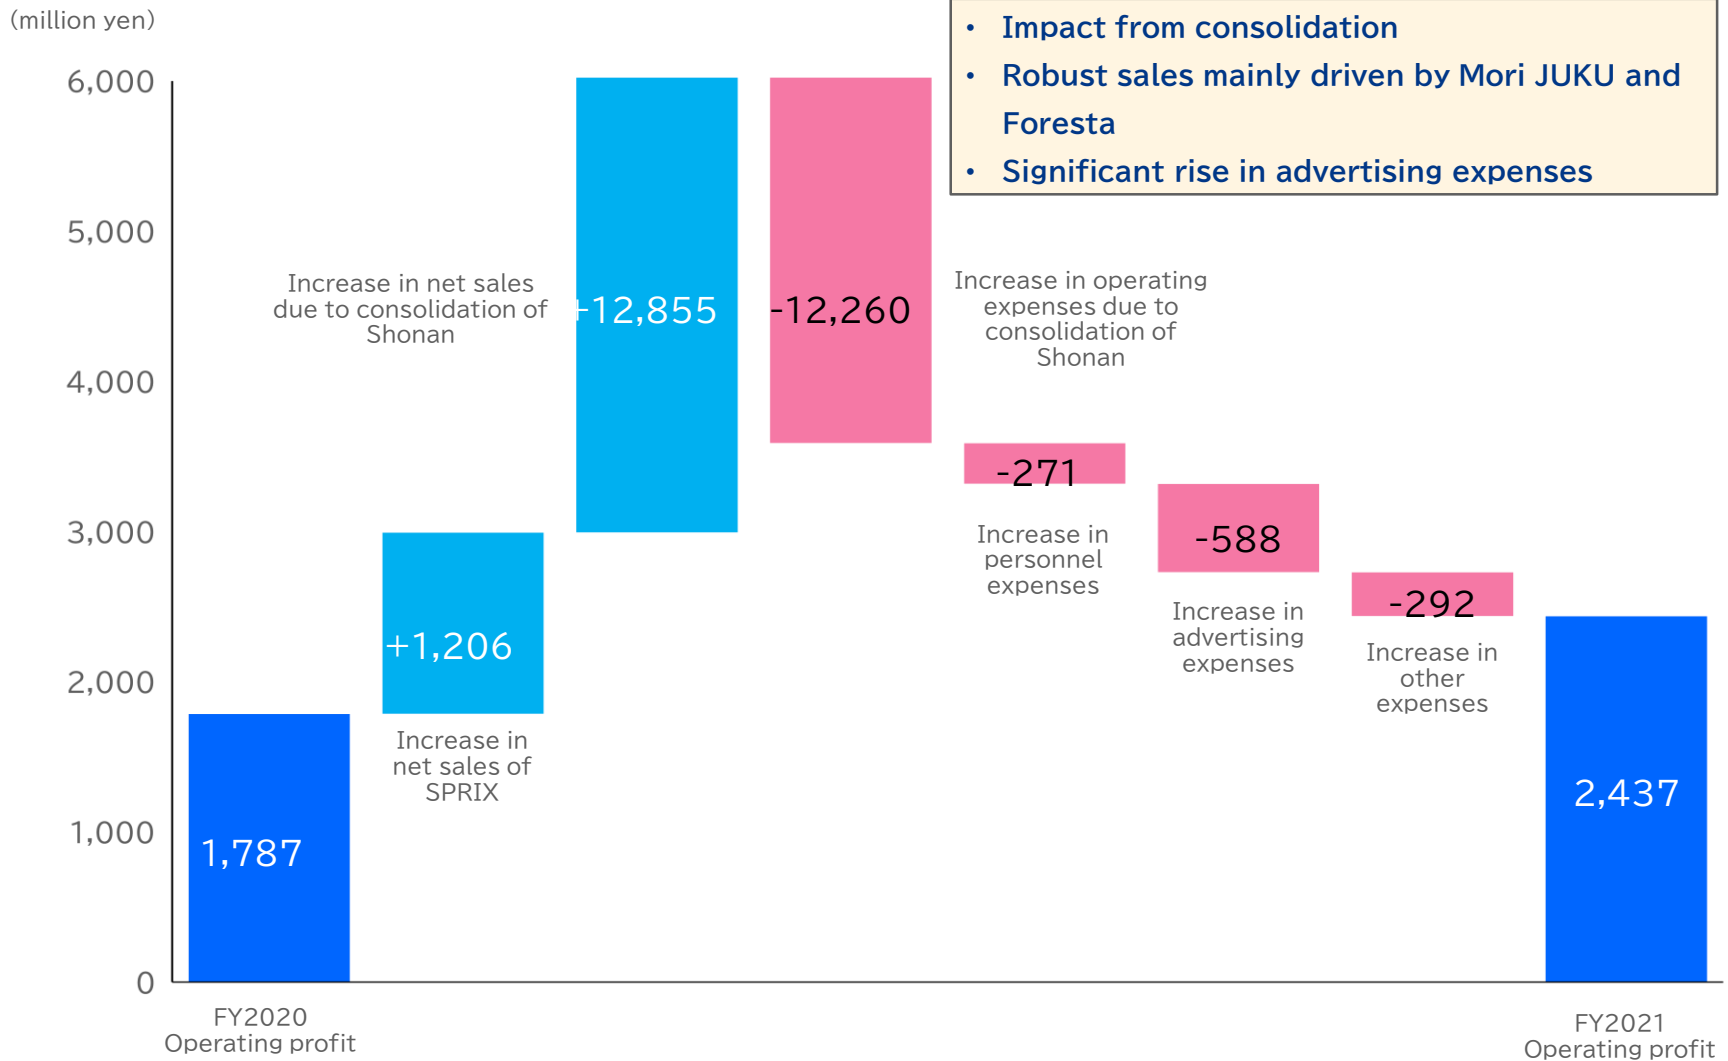 (million yen)
• Impact from consolidation
• Robust sales mainly driven by Mori JUKU and
Foresta
• Significant rise in advertising expenses
6,000
5,000
4,000
3,000
2,000
1,000
0
1,787
FY2020
Operating profit
+1,206
Increase in
net sales of
SPRIX
Increase in net sales
due to consolidation of
Shonan
+12,855
-12,260
Increase in operating
expenses due to
consolidation of
Shonan
-271
Increase in
personnel
expenses
-588
Increase in
advertising
expenses
-292
Increase in
other
expenses
2,437
FY2021
Operating profit